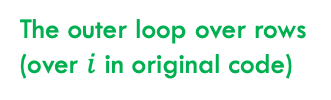 The outer loop over rows
(over i in original code)